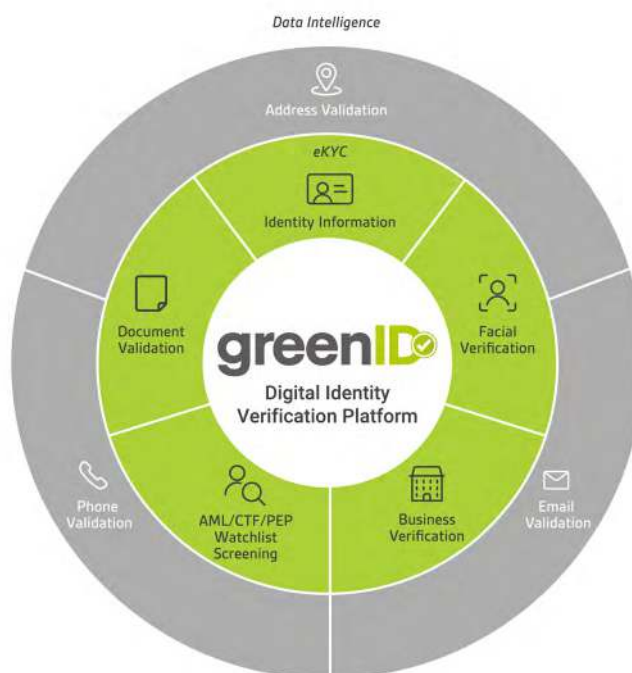 Data Intelligence
Address Validation
eKYC
Identity Information
Document
Validation
Facial
Verification
greenID
Digital Identity
Verification Platform
Phone
Validation
AML/CTF/PEP
Watchlist
Screening
Business
Verification
Email
Validation